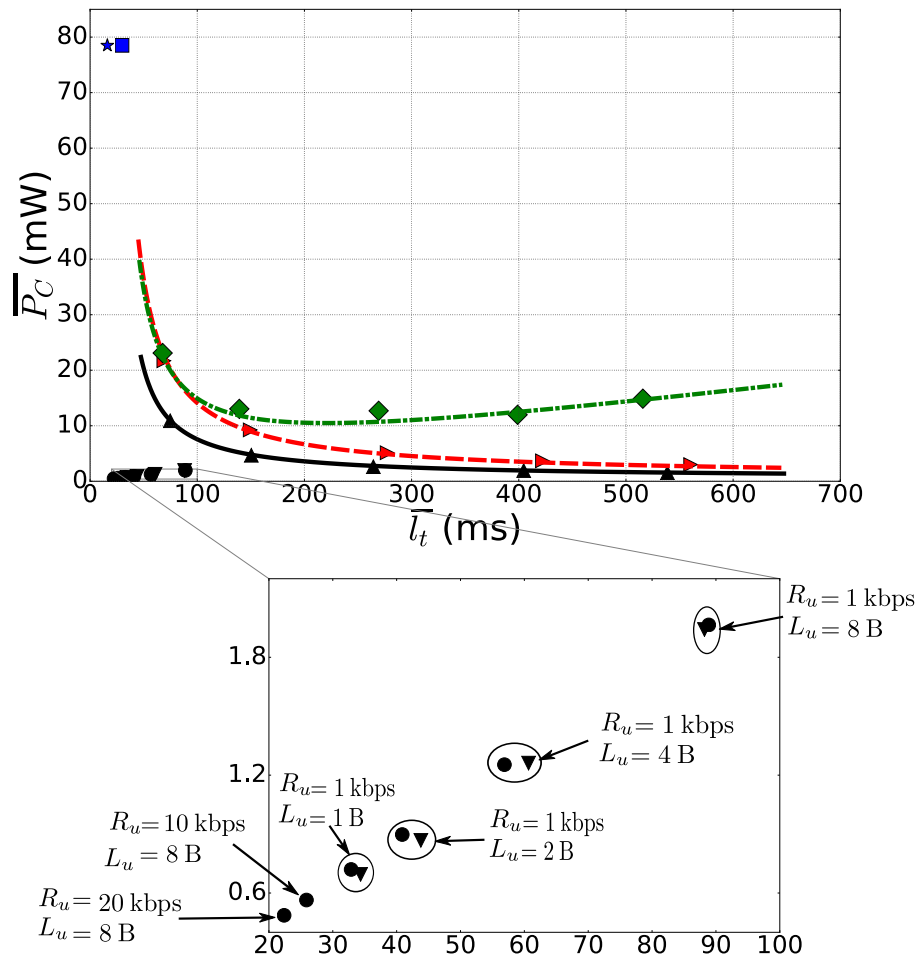 80
70
60
50
40
30
20
10
0
P_C (mW)
0 100 200 300 400 500 600 700
l_t (ms)
R_u = 1 kbps
L_u = 8 B
R_u = 1 kbps
L_u = 4 B
R_u = 1 kbps
L_u = 1 B
R_u = 1 kbps
L_u = 2 B
R_u = 10 kbps
L_u = 8 B
R_u = 20 kbps
L_u = 8 B
1.8
1.2
0.6
20 30 40 50 60 70 80 90 100